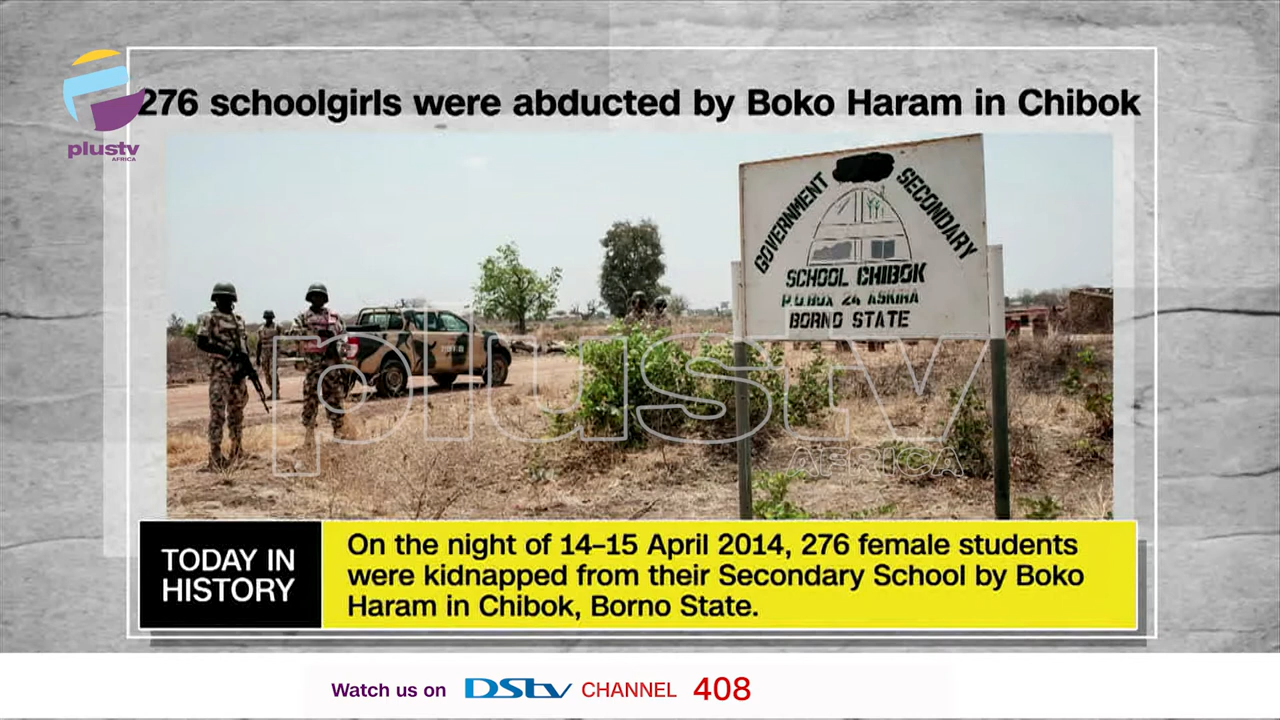 276 schoolgirls were abducted by Boko Haram in Chibok
plustv
AFRICA
GOVERNMENT SECONDARY
SCHOOL CHIBOK
P.O.BOX 24 ASKIRA
BORNO STATE
plustv
AFRICA
TODAY IN
HISTORY
On the night of 14–15 April 2014, 276 female students
were kidnapped from their Secondary School by Boko
Haram in Chibok, Borno State.
Watch us on DStv CHANNEL 408